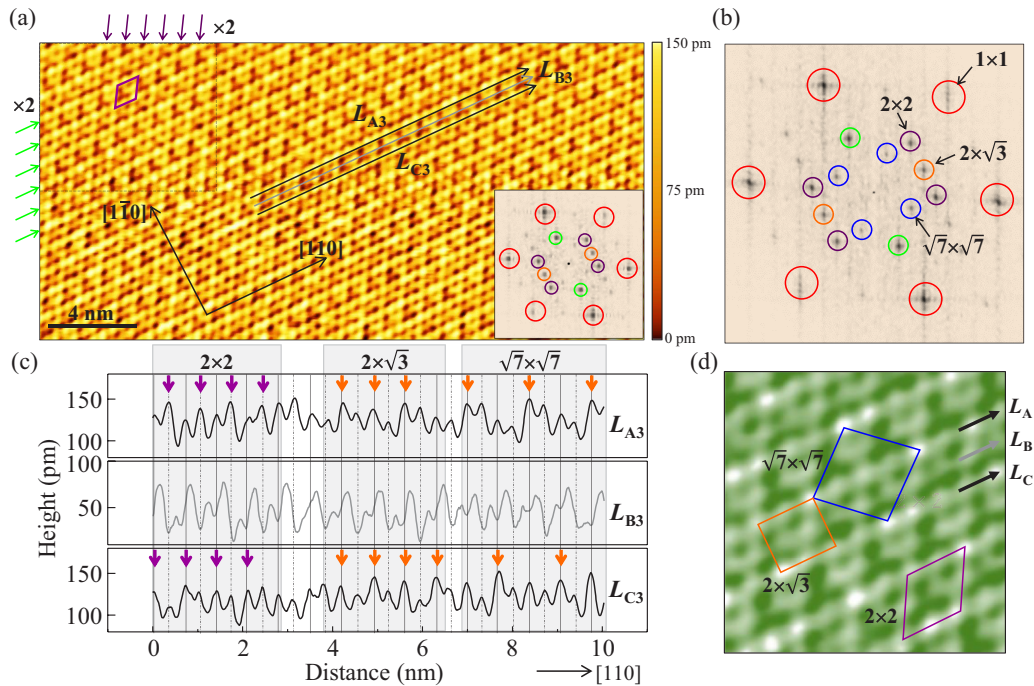 (a)
×2
×2
L_A3
L_B3
L_C3
[11̅0]
[110]
4 nm
150 pm
75 pm
0 pm
(b)
1×1
2×2
2×√3
√7×√7
(c)
2×2
2×√3
√7×√7
Height (pm)
150
100
L_A3
100
50
L_B3
150
100
L_C3
0 2 4 6 8 10
Distance (nm)
[110]
(d)
L_A
L_B
L_C
√7×√7
2×√3
2×2